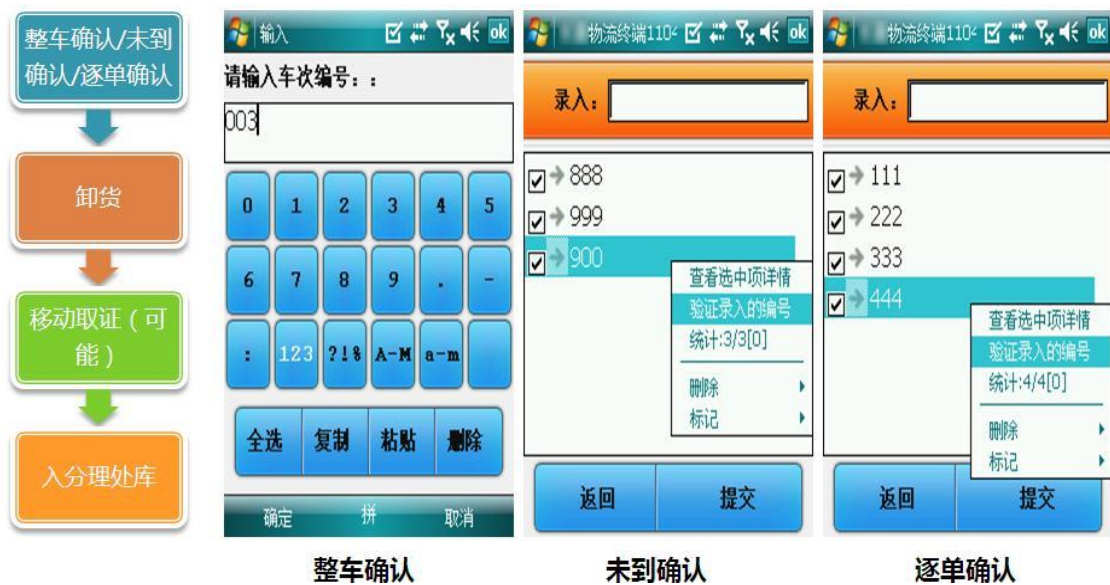 整车确认/未到
确认/逐单确认
卸货
移动取证（可
能）
入分理处库
输入
ok
请输入车次编号：：
003
0 1 2 3 4 5
6 7 8 9 . -
: 123 ?!% A-M a-m
全选 复制 粘贴 删除
确定 拼 取消
整车确认
物流终端1104
ok
录入：
888
999
900
查看选中项详情
验证录入的编号
统计:3/3[0]
删除
标记
返回 提交
未到确认
物流终端1104
ok
录入：
111
222
333
444
查看选中项详情
验证录入的编号
统计:4/4[0]
删除
标记
返回 提交
逐单确认